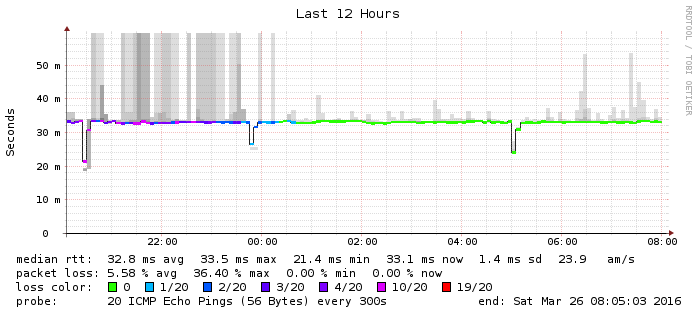 Last 12 Hours
RRDTOOL / TOBI OETIKER
Seconds
50 m
40 m
30 m
20 m
10 m
0
22:00 00:00 02:00 04:00 06:00 08:00
median rtt: 32.8 ms avg 33.5 ms max 21.4 ms min 33.1 ms now 1.4 ms sd 23.9 am/s
packet loss: 5.58 % avg 36.40 % max 0.00 % min 0.00 % now
loss color: 0 1/20 2/20 3/20 4/20 10/20 19/20
probe: 20 ICMP Echo Pings (56 Bytes) every 300s end: Sat Mar 26 08:05:03 2016